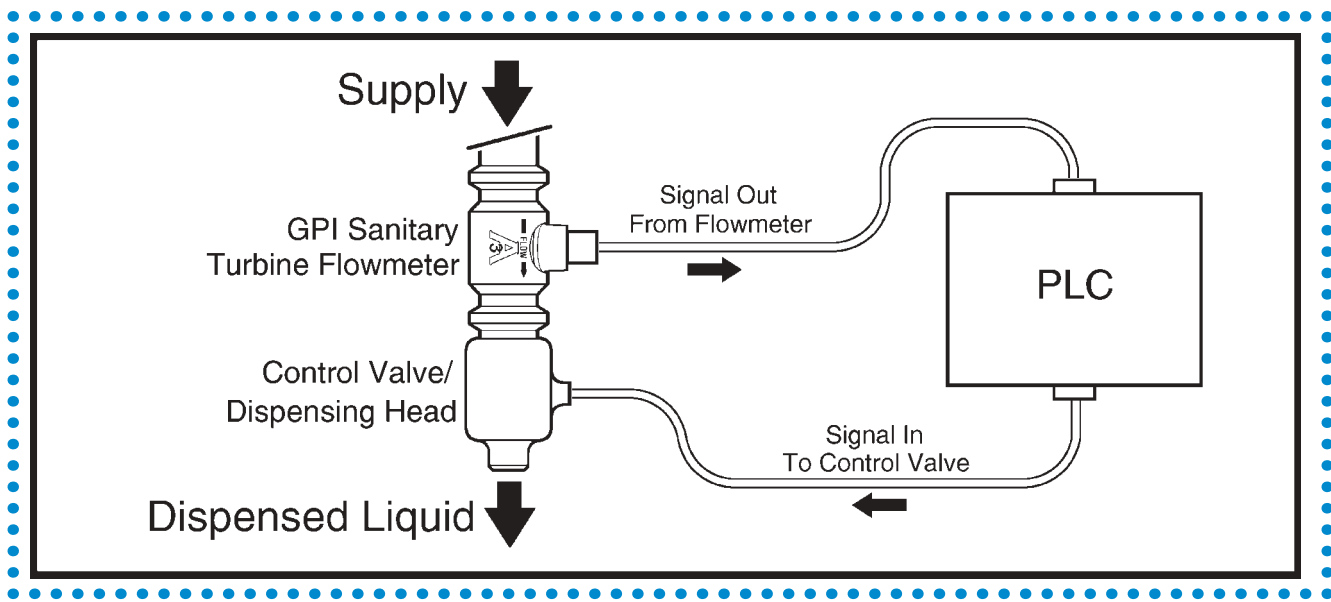 Supply
GPI Sanitary
Turbine Flowmeter
FLOW
3
Signal Out
From Flowmeter
PLC
Control Valve/
Dispensing Head
Signal In
To Control Valve
Dispensed Liquid